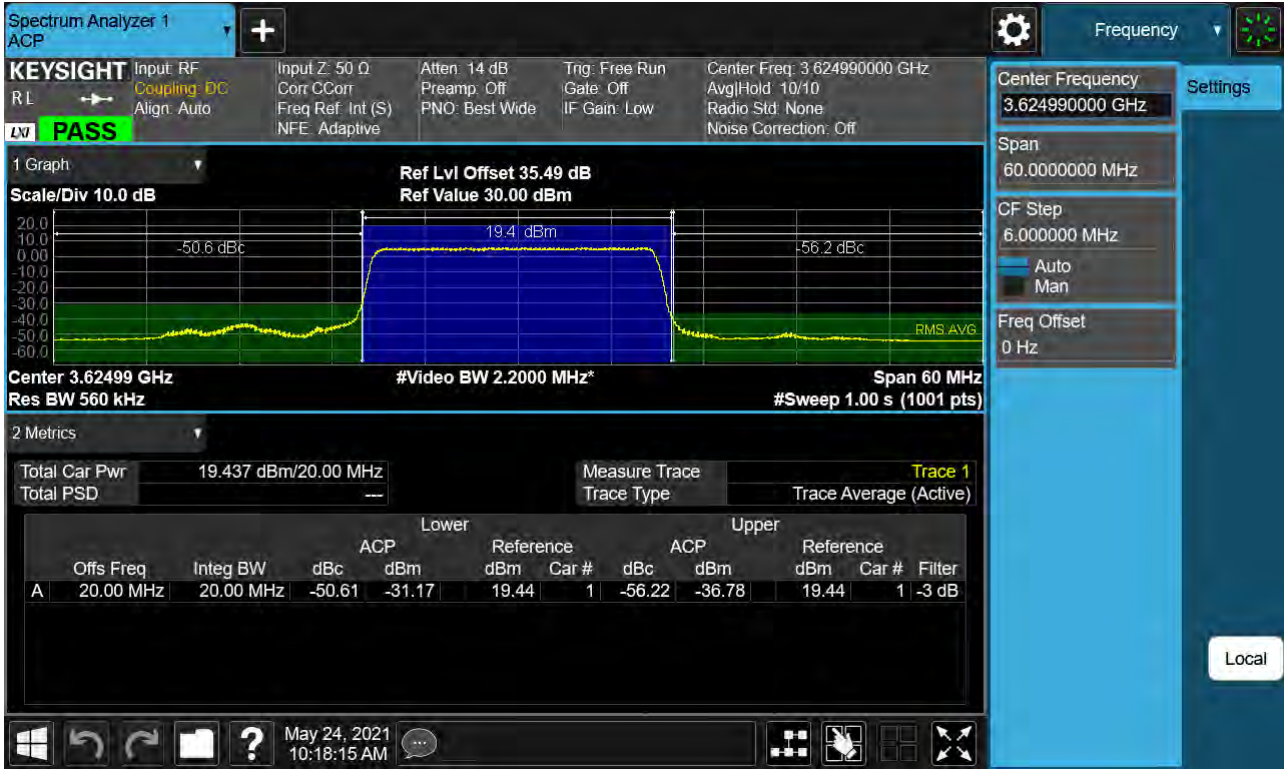 Spectrum Analyzer 1
ACP
Frequency
KEYSIGHT
R L
LXI PASS
Input: RF
Coupling: DC
Align: Auto
Input Z: 50 Ω
Corr CCorr
Freq Ref: Int (S)
NFE: Adaptive
Atten: 14 dB
Preamp: Off
PNO: Best Wide
Trig: Free Run
Gate: Off
IF Gain: Low
Center Freq: 3.624990000 GHz
Avg|Hold: 10/10
Radio Std: None
Noise Correction: Off
Center Frequency
3.624990000 GHz
Settings
Span
60.0000000 MHz
CF Step
6.000000 MHz
Auto
Man
Freq Offset
0 Hz
1 Graph
Scale/Div 10.0 dB
Ref Lvl Offset 35.49 dB
Ref Value 30.00 dBm
20.0
10.0
0.00
-10.0
-20.0
-30.0
-40.0
-50.0
-60.0
-50.6 dBc
19.4 dBm
-56.2 dBc
RMS AVG
Center 3.62499 GHz
#Video BW 2.2000 MHz*
Span 60 MHz
Res BW 560 kHz
#Sweep 1.00 s (1001 pts)
2 Metrics
Total Car Pwr 19.437 dBm/20.00 MHz
Total PSD ---
Measure Trace Trace 1
Trace Type Trace Average (Active)
Lower Upper
ACP Reference ACP Reference
Offs Freq Integ BW dBc dBm dBm Car # dBc dBm dBm Car # Filter
A 20.00 MHz 20.00 MHz -50.61 -31.17 19.44 1 -56.22 -36.78 19.44 1 -3 dB
Local
May 24, 2021
10:18:15 AM